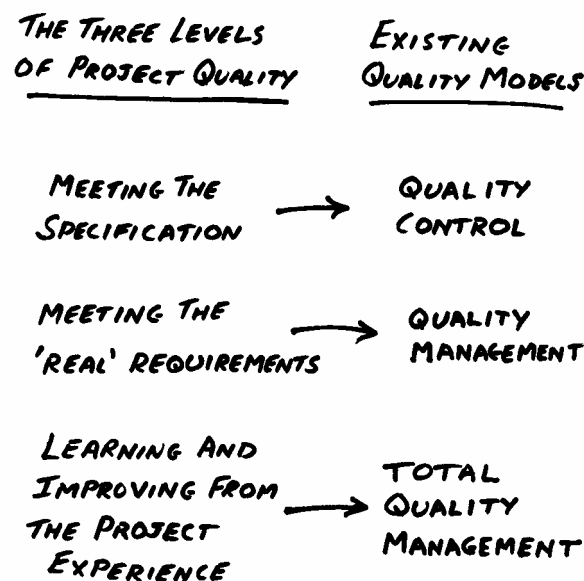 THE THREE LEVELS
OF PROJECT QUALITY
EXISTING
QUALITY MODELS
MEETING THE
SPECIFICATION
QUALITY
CONTROL
MEETING THE
'REAL' REQUIREMENTS
QUALITY
MANAGEMENT
LEARNING AND
IMPROVING FROM
THE PROJECT
EXPERIENCE
TOTAL
QUALITY
MANAGEMENT